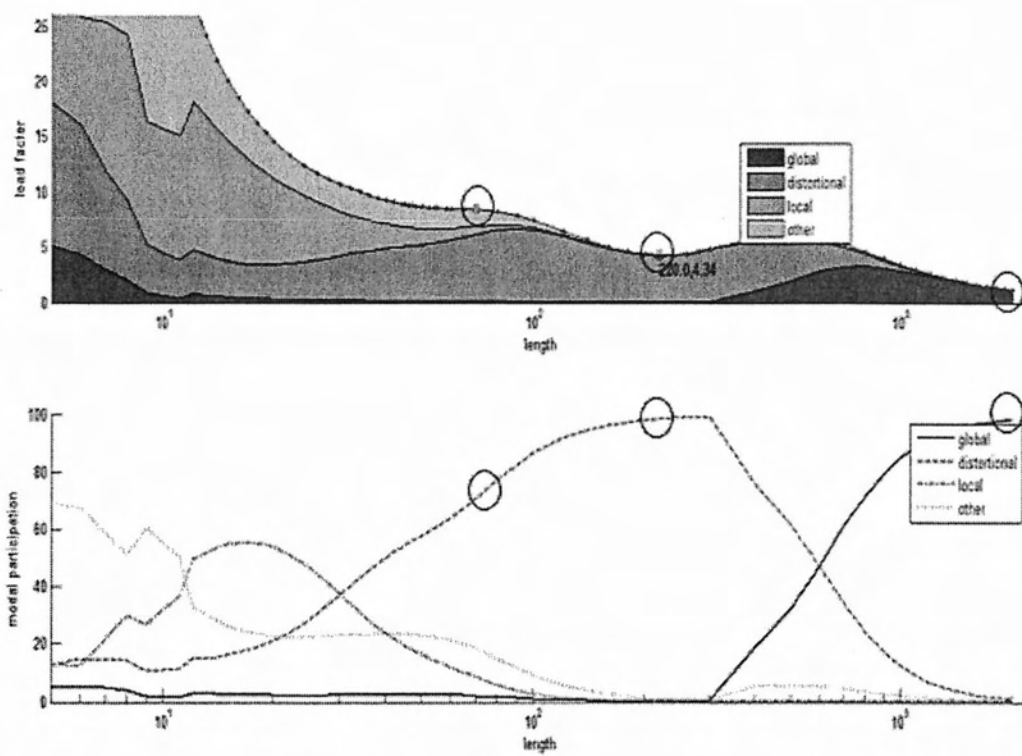 25
20
15
10
5
0
load factor
global
distortional
local
other
220.0,4.34
10¹
10²
10³
length
100
80
60
40
20
0
modal participation
global
distortional
local
other
10¹
10²
10³
length